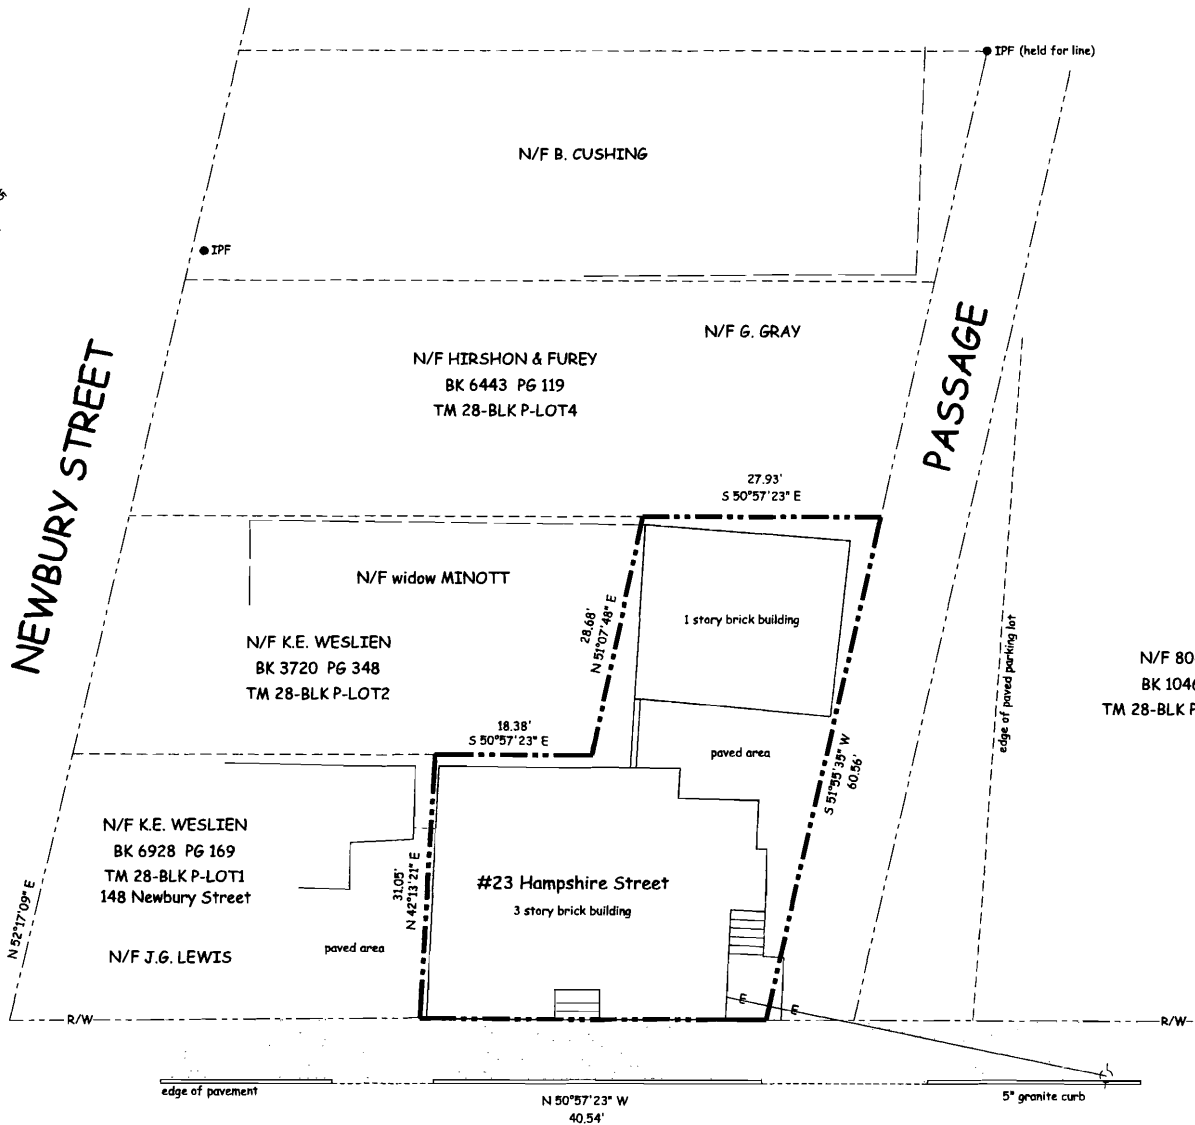 IPF (held for line)
N/F B. CUSHING
IPF
N/F G. GRAY
N/F HIRSHON & FUREY
BK 6443 PG 119
TM 28-BLK P-LOT4
NEWBURY STREET
PASSAGE
27.93'
S 50°57'23" E
N/F widow MINOTT
28.68'
N 51°07'48" E
1 story brick building
N/F K.E. WESLIEN
BK 3720 PG 348
TM 28-BLK P-LOT2
edge of paved parking lot
N/F 80
BK 1046
TM 28-BLK P
18.38'
S 50°57'23" E
paved area
S 51°55'35" W
60.56'
N/F K.E. WESLIEN
BK 6928 PG 169
TM 28-BLK P-LOT1
148 Newbury Street
31.05'
N 42°13'21" E
#23 Hampshire Street
3 story brick building
N 52°17'09" E
N/F J.G. LEWIS
paved area
E
E
R/W
R/W
edge of pavement
N 50°57'23" W
40.54'
5" granite curb